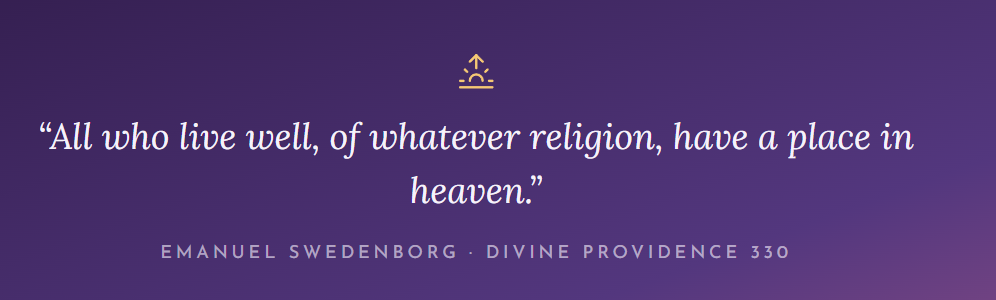 “All who live well, of whatever religion, have a place in
heaven.”
EMANUEL SWEDENBORG · DIVINE PROVIDENCE 330